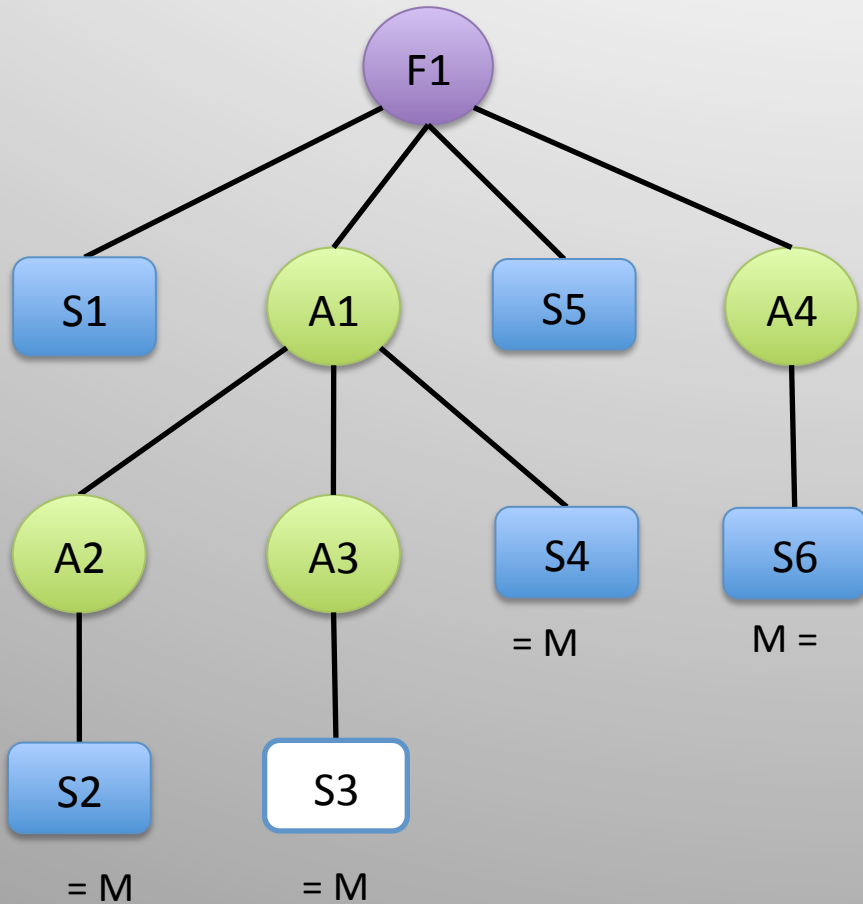 F1
S1
A1
S5
A4
A2
A3
S4
S6
= M
M =
S2
S3
= M
= M